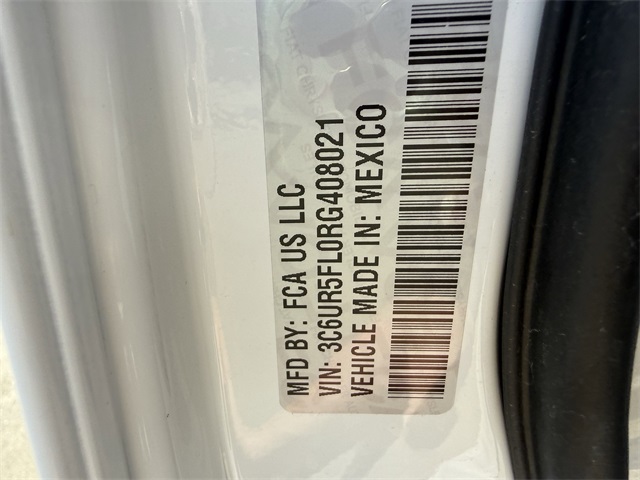 MFD BY: FCA US LLC
VIN: 3C6UR5FL0RG408021
VEHICLE MADE IN: MEXICO